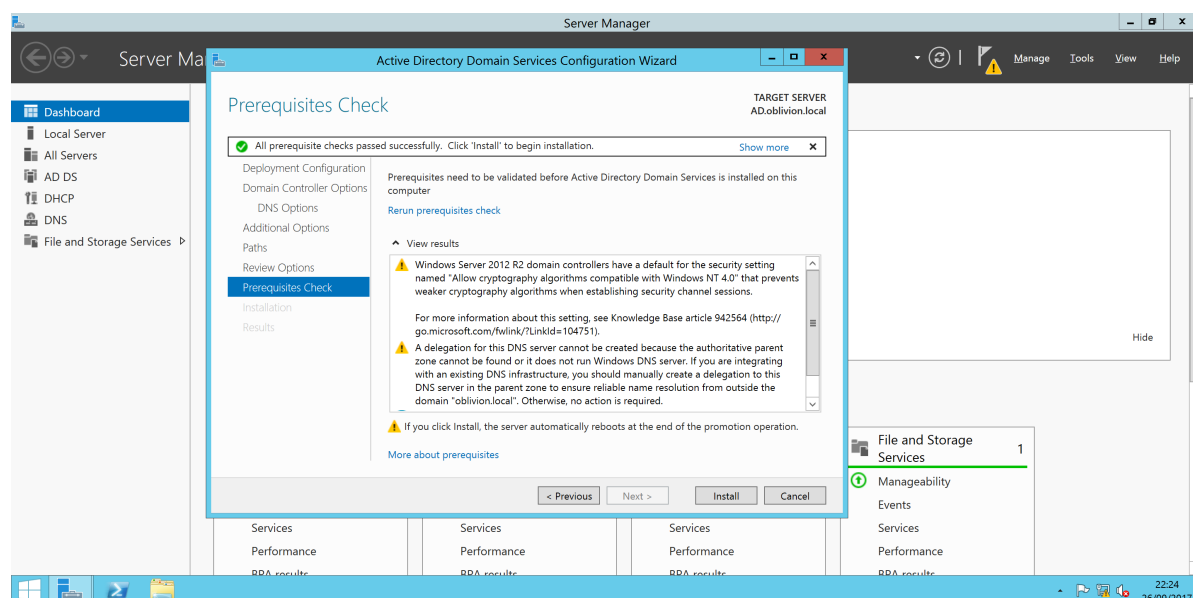 Server Manager
Server Ma
Manage Tools View Help
Dashboard
Local Server
All Servers
AD DS
DHCP
DNS
File and Storage Services
Active Directory Domain Services Configuration Wizard
Prerequisites Check
TARGET SERVER
AD.oblivion.local
All prerequisite checks passed successfully. Click 'Install' to begin installation.
Show more
Deployment Configuration
Domain Controller Options
DNS Options
Additional Options
Paths
Review Options
Prerequisites Check
Installation
Results
Prerequisites need to be validated before Active Directory Domain Services is installed on this
computer
Rerun prerequisites check
View results
Windows Server 2012 R2 domain controllers have a default for the security setting
named "Allow cryptography algorithms compatible with Windows NT 4.0" that prevents
weaker cryptography algorithms when establishing security channel sessions.
For more information about this setting, see Knowledge Base article 942564 (http://
go.microsoft.com/fwlink/?LinkId=104751).
A delegation for this DNS server cannot be created because the authoritative parent
zone cannot be found or it does not run Windows DNS server. If you are integrating
with an existing DNS infrastructure, you should manually create a delegation to this
DNS server in the parent zone to ensure reliable name resolution from outside the
domain "oblivion.local". Otherwise, no action is required.
If you click Install, the server automatically reboots at the end of the promotion operation.
More about prerequisites
< Previous
Next >
Install
Cancel
Hide
File and Storage
Services
1
Manageability
Events
Services
Performance
BPA results
Services
Performance
BPA results
Services
Performance
BPA results
Services
Performance
BPA results
22:24
26/09/2017